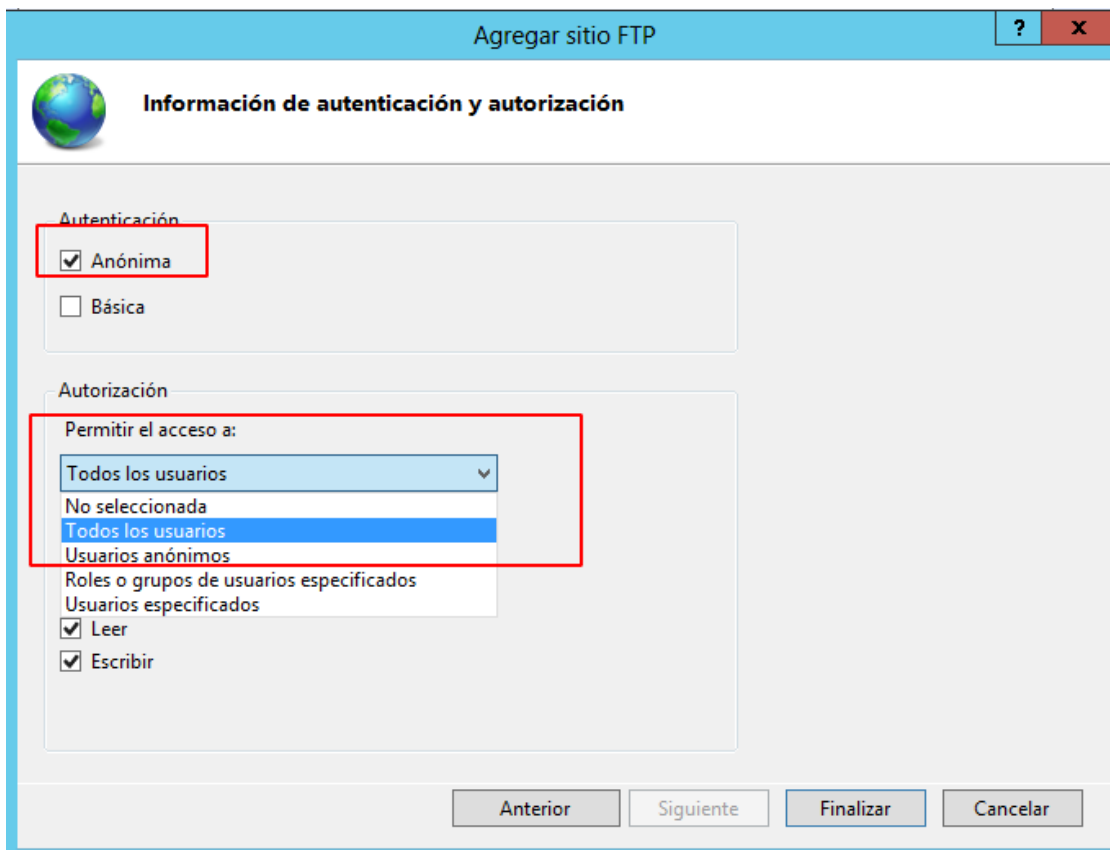 Agregar sitio FTP
?
x
Información de autenticación y autorización
Autenticación
Anónima
Básica
Autorización
Permitir el acceso a:
Todos los usuarios
No seleccionada
Todos los usuarios
Usuarios anónimos
Roles o grupos de usuarios especificados
Usuarios especificados
Leer
Escribir
Anterior
Siguiente
Finalizar
Cancelar